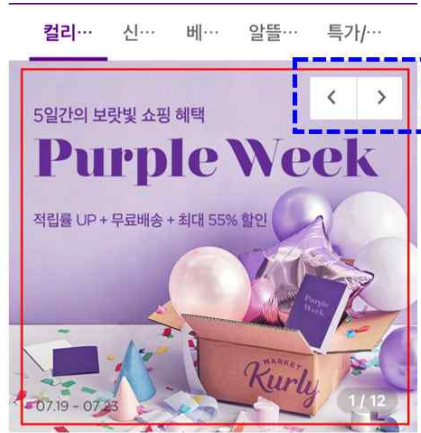 컬리… 신… 베… 알뜰… 특가/…
5일간의 보랏빛 쇼핑 혜택
Purple Week
적립률 UP + 무료배송 + 최대 55% 할인
Purple
Week
MARKET
Kurly
07.19 - 07.23
1 / 12